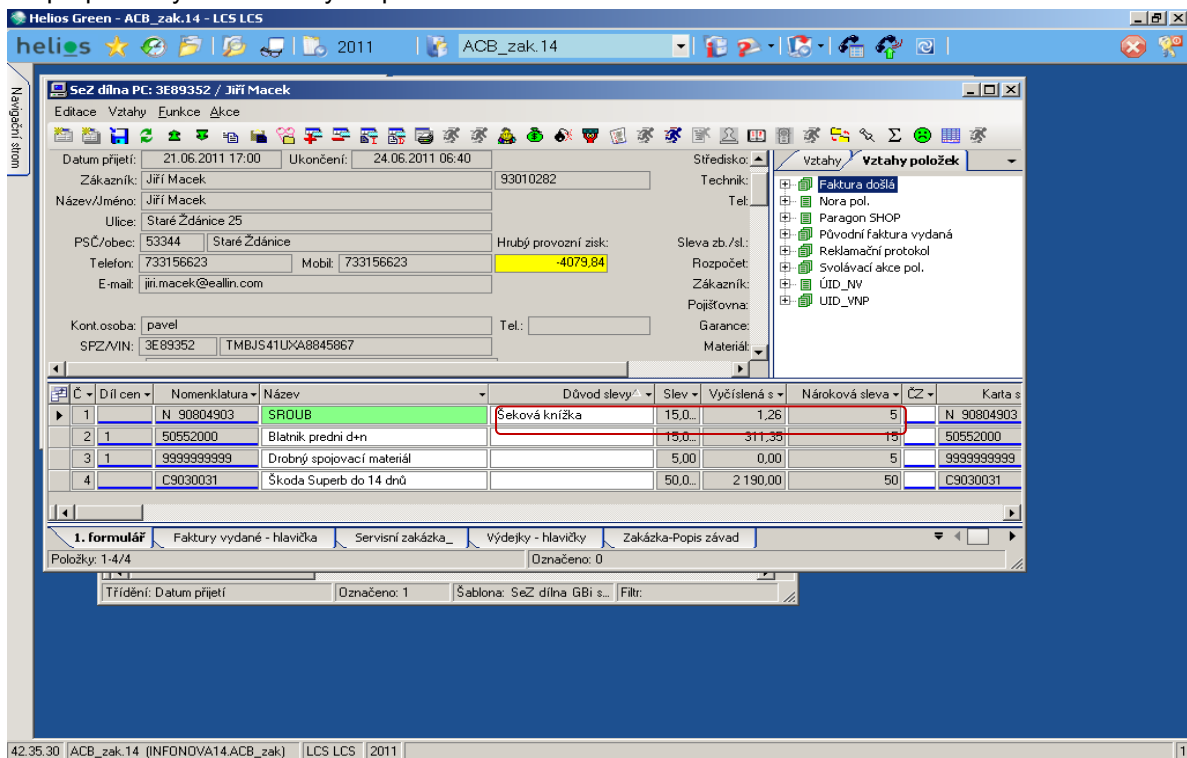 Helios Green - ACB_zak.14 - LCS LCS
helios 2011 ACB_zak.14
Navigační strom
SeZ dílna PC: 3E89352 / Jiří Macek
Editace Vztahy Funkce Akce
Datum přijetí: 21.06.2011 17:00 Ukončení: 24.06.2011 06:40 Středisko:
Zákazník: Jiří Macek 93010282 Technik:
Název/Jméno: Jiří Macek Tel:
Ulice: Staré Ždánice 25
PSČ/obec: 53344 Staré Ždánice Hrubý provozní zisk: Sleva zb./sl.:
Telefon: 733156623 Mobil: 733156623 -4079,84 Rozpočet:
E-mail: jiri.macek@eallin.com Zákazník:
Pojišťovna:
Kont.osoba: pavel Tel.: Garance:
SPZ/VIN: 3E89352 TMBJS41UXA8845867 Materiál:
Vztahy Vztahy položek
Faktura došlá
Nora pol.
Paragon SHOP
Původní faktura vydaná
Reklamační protokol
Svolávací akce pol.
ÚID_NV
UID_VNP
Č Díl cen Nomenklatura Název Důvod slevy Slev Vyčíslená s Nároková sleva ČZ Karta s
1 N 90804903 SROUB Šeková knížka 15,0... 1,26 5 N 90804903
2 1 50552000 Blatnik predni d+n 15,0... 311,35 15 50552000
3 1 9999999999 Drobný spojovací materiál 5,00 0,00 5 9999999999
4 C9030031 Škoda Superb do 14 dnů 50,0... 2 190,00 50 C9030031
1. formulář Faktury vydané - hlavička Servisní zakázka_ Výdejky - hlavičky Zakázka-Popis závad
Položky: 1-4/4 Označeno: 0
Třídění: Datum přijetí Označeno: 1 Šablona: SeZ dílna GBi s... Filtr:
42.35.30 ACB_zak.14 (INFONOVA14.ACB_zak) LCS LCS 2011 1